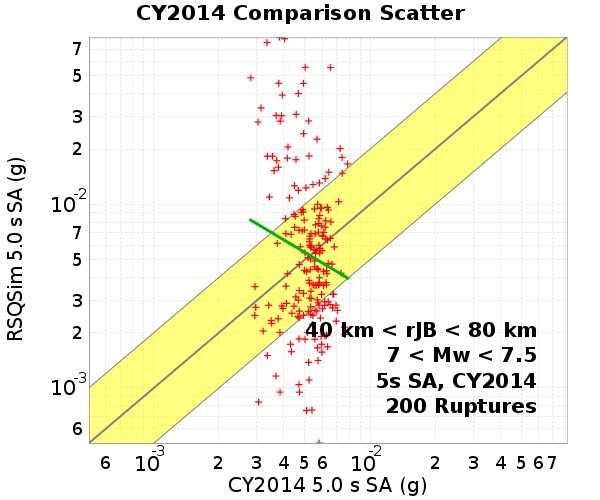 CY2014 Comparison Scatter
RSQSim 5.0 s SA (g)
7
5
3
2
10-2
7
5
3
2
10-3
6
40 km < rJB < 80 km
7 < Mw < 7.5
5s SA, CY2014
200 Ruptures
6 10-3 2 3 4 5 6 10-2 2 3 4 5 6 7
CY2014 5.0 s SA (g)